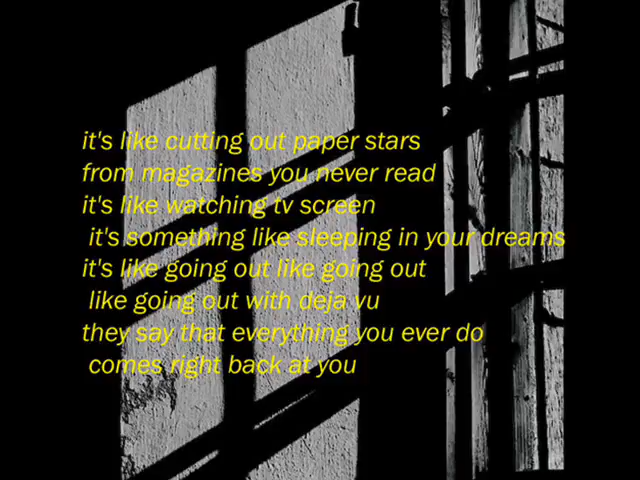 it's like cutting out paper stars
from magazines you never read
it's like watching tv screen
it's something like sleeping in your dreams
it's like going out like going out
like going out with deja vu
they say that everything you ever do
comes right back at you